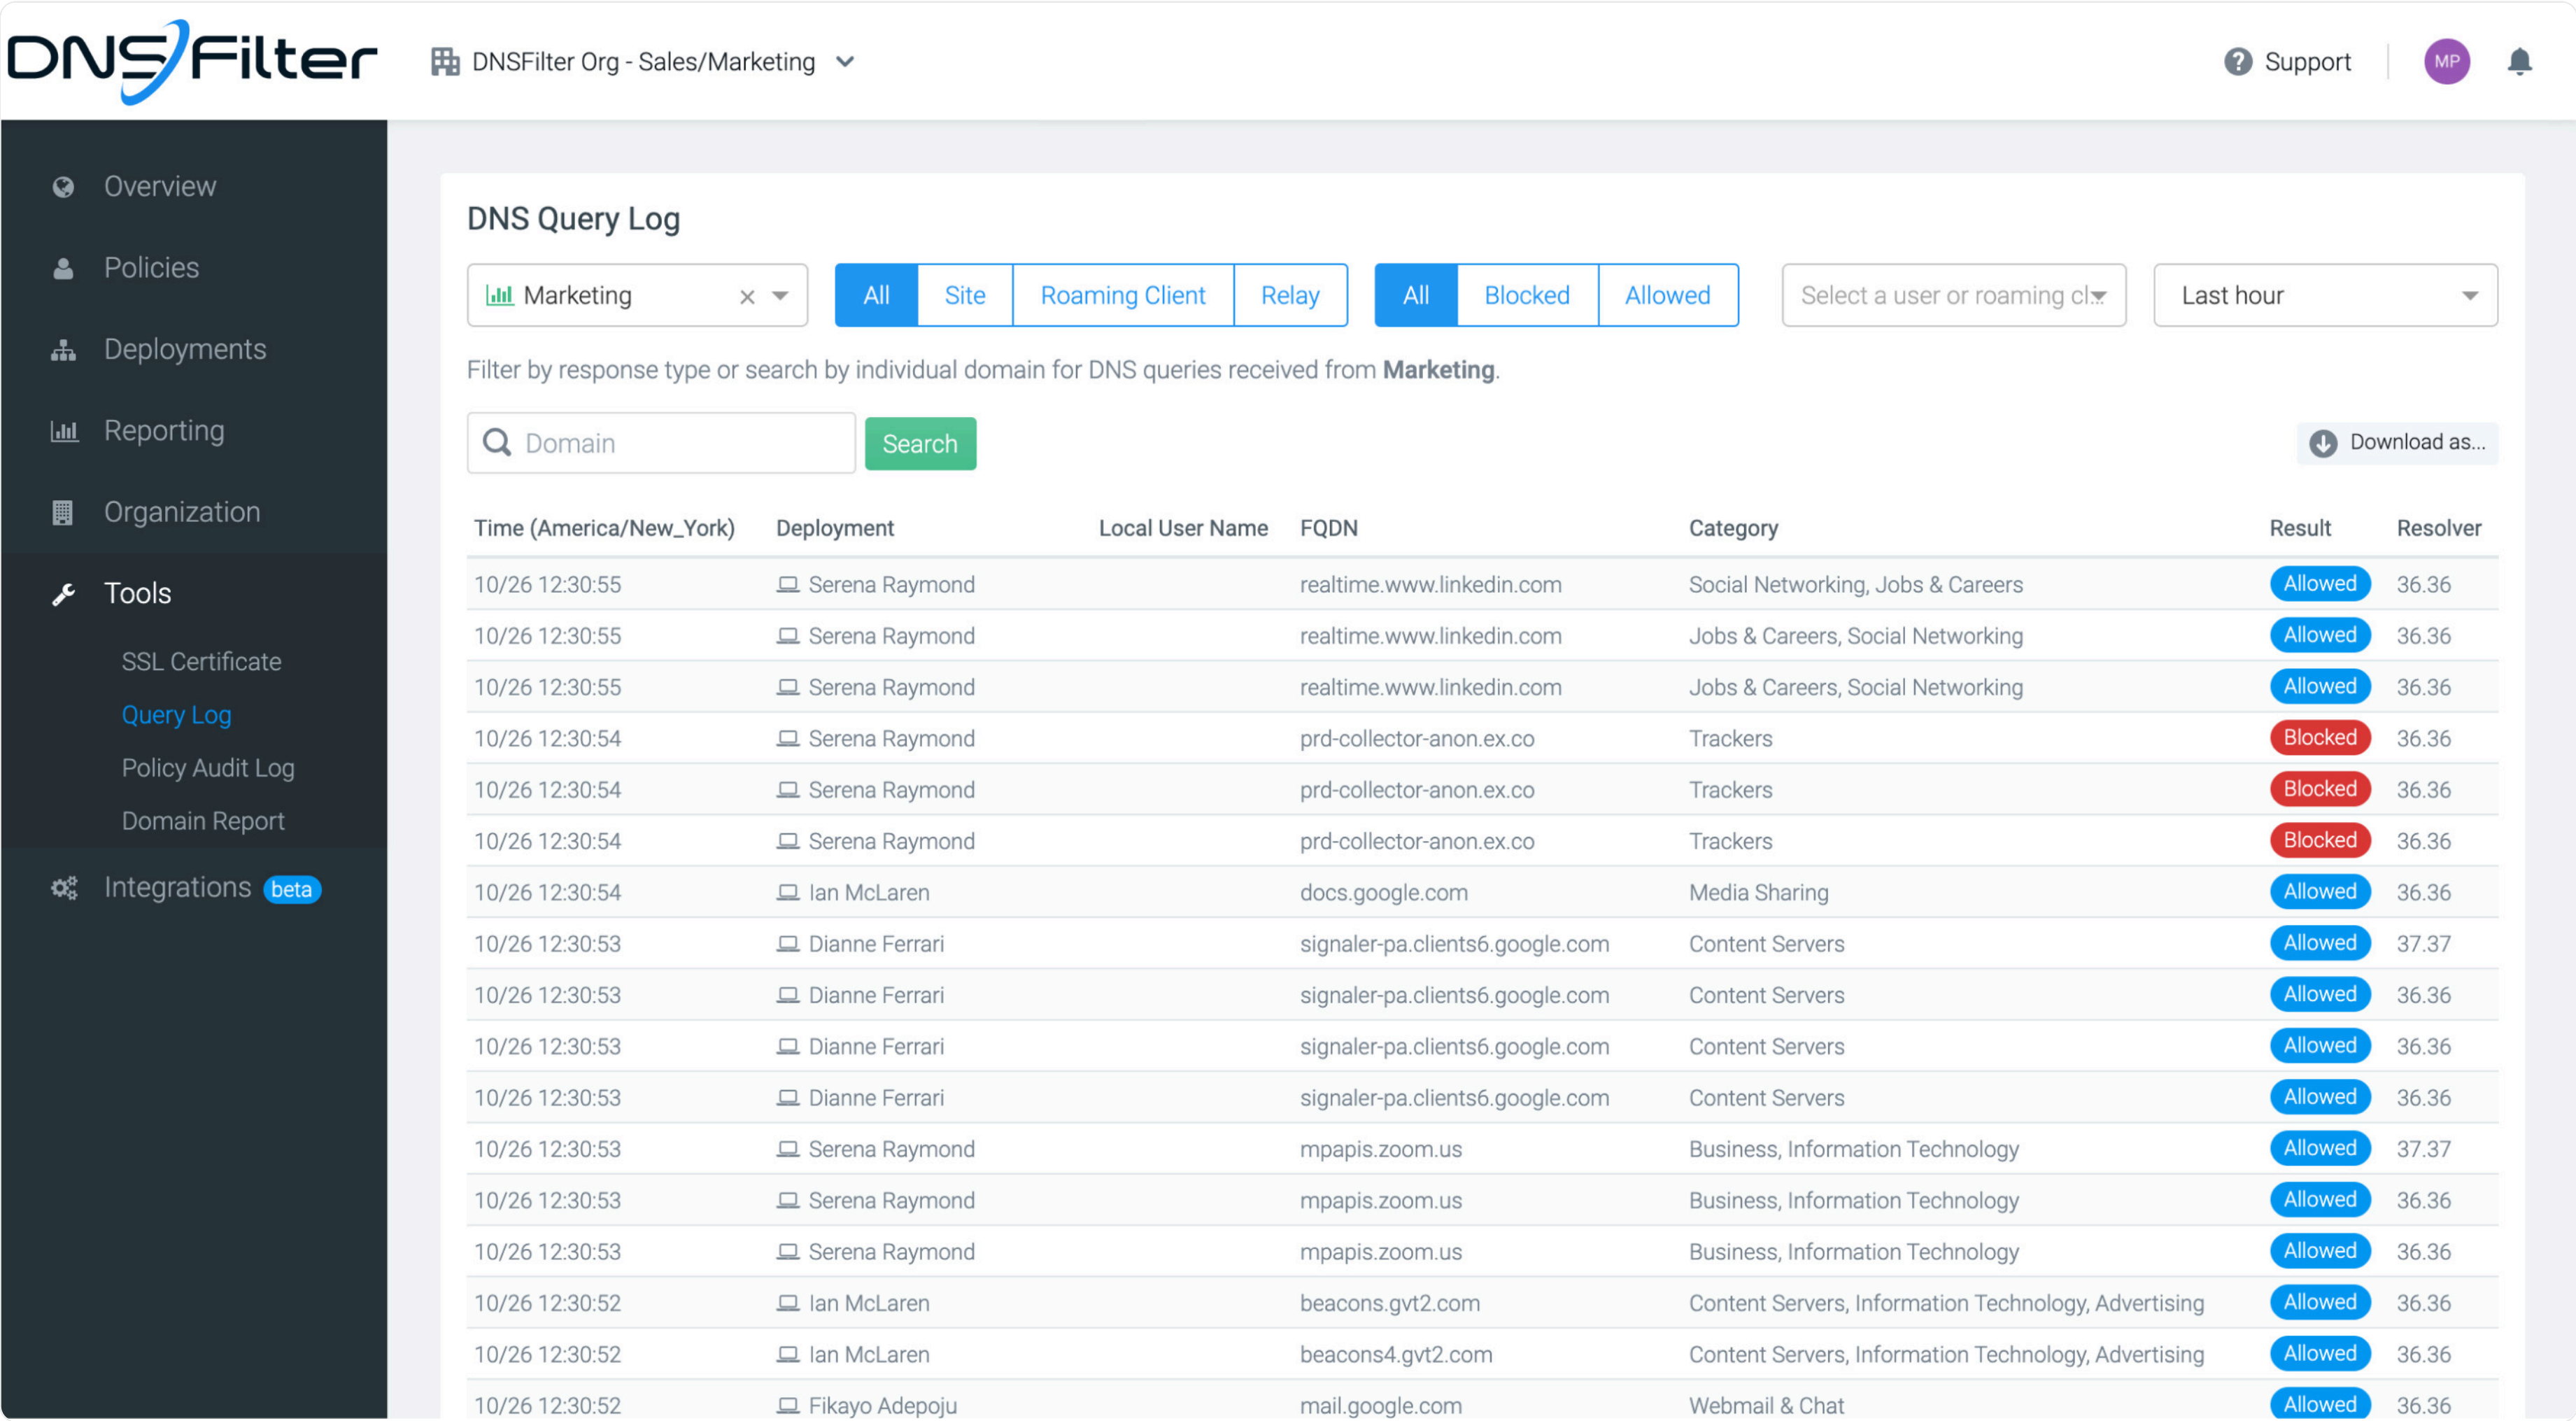 DNSFilter
DNSFilter Org - Sales/Marketing
Support
MP
Overview
Policies
Deployments
Reporting
Organization
Tools
SSL Certificate
Query Log
Policy Audit Log
Domain Report
Integrations beta
DNS Query Log
Marketing
All Site Roaming Client Relay
All Blocked Allowed
Select a user or roaming cl...
Last hour
Filter by response type or search by individual domain for DNS queries received from Marketing.
Domain
Search
Download as...
Time (America/New_York) Deployment Local User Name FQDN Category Result Resolver
10/26 12:30:55 Serena Raymond realtime.www.linkedin.com Social Networking, Jobs & Careers Allowed 36.36
10/26 12:30:55 Serena Raymond realtime.www.linkedin.com Jobs & Careers, Social Networking Allowed 36.36
10/26 12:30:55 Serena Raymond realtime.www.linkedin.com Jobs & Careers, Social Networking Allowed 36.36
10/26 12:30:54 Serena Raymond prd-collector-anon.ex.co Trackers Blocked 36.36
10/26 12:30:54 Serena Raymond prd-collector-anon.ex.co Trackers Blocked 36.36
10/26 12:30:54 Serena Raymond prd-collector-anon.ex.co Trackers Blocked 36.36
10/26 12:30:54 Ian McLaren docs.google.com Media Sharing Allowed 36.36
10/26 12:30:53 Dianne Ferrari signaler-pa.clients6.google.com Content Servers Allowed 37.37
10/26 12:30:53 Dianne Ferrari signaler-pa.clients6.google.com Content Servers Allowed 36.36
10/26 12:30:53 Dianne Ferrari signaler-pa.clients6.google.com Content Servers Allowed 36.36
10/26 12:30:53 Dianne Ferrari signaler-pa.clients6.google.com Content Servers Allowed 36.36
10/26 12:30:53 Serena Raymond mpapis.zoom.us Business, Information Technology Allowed 37.37
10/26 12:30:53 Serena Raymond mpapis.zoom.us Business, Information Technology Allowed 36.36
10/26 12:30:53 Serena Raymond mpapis.zoom.us Business, Information Technology Allowed 36.36
10/26 12:30:52 Ian McLaren beacons.gvt2.com Content Servers, Information Technology, Advertising Allowed 36.36
10/26 12:30:52 Ian McLaren beacons4.gvt2.com Content Servers, Information Technology, Advertising Allowed 36.36
10/26 12:30:52 Fikayo Adepoju mail.google.com Webmail & Chat Allowed 36.36